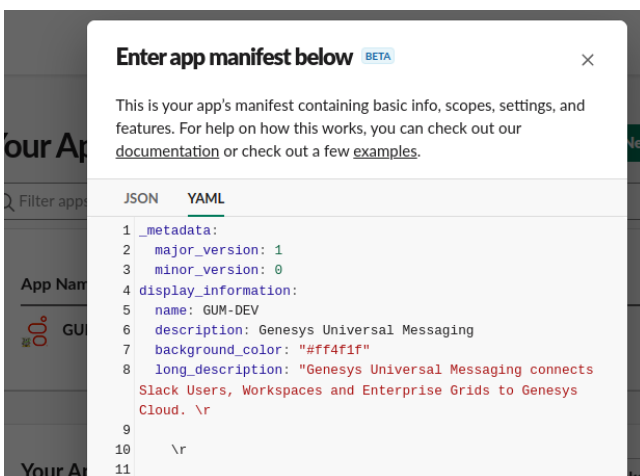 Enter app manifest below BETA
This is your app's manifest containing basic info, scopes, settings, and
features. For help on how this works, you can check out our
documentation or check out a few examples.
our Ap
Ne
Filter apps
JSON YAML
1 _metadata:
2 major_version: 1
3 minor_version: 0
4 display_information:
5 name: GUM-DEV
6 description: Genesys Universal Messaging
7 background_color: "#ff4f1f"
8 long_description: "Genesys Universal Messaging connects
Slack Users, Workspaces and Enterprise Grids to Genesys
Cloud. \r
9
10 \r
11
App Nam
GU
Your Ap